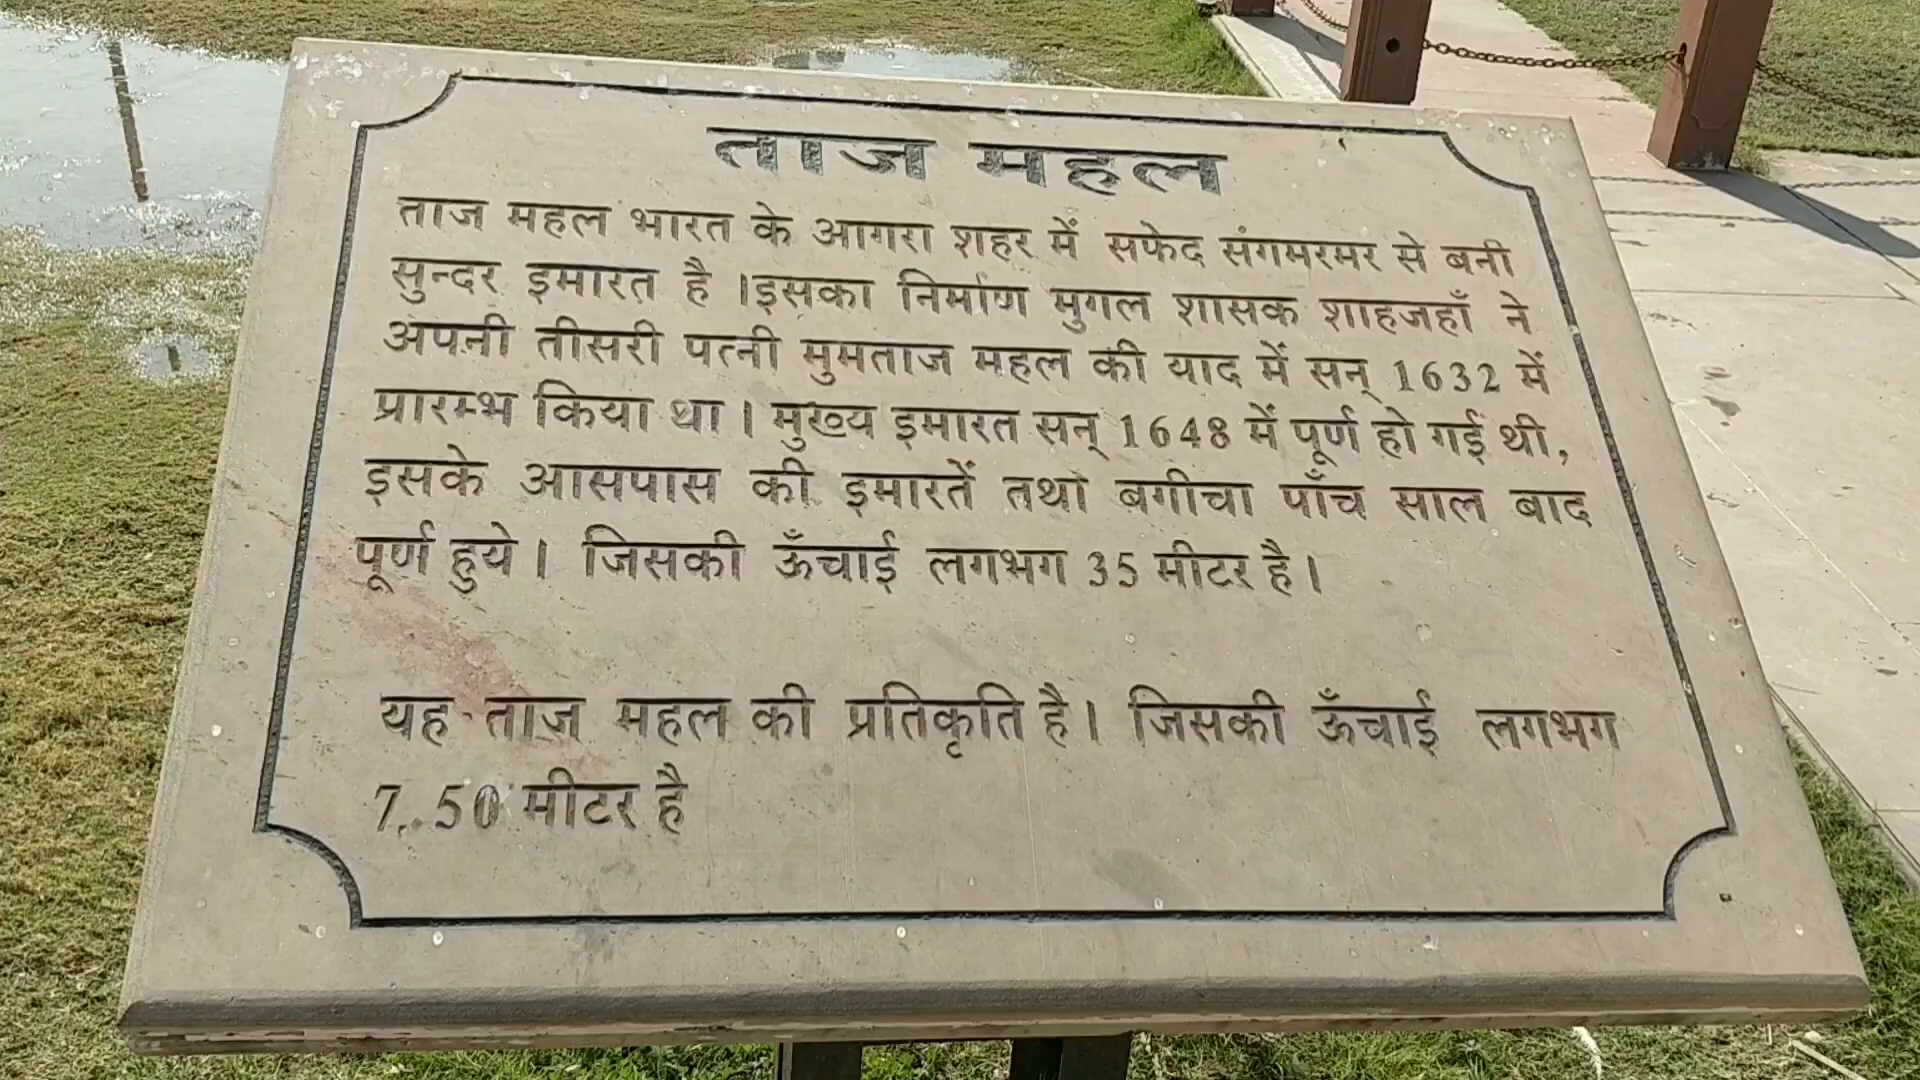 ताज महल
ताज महल भारत के आगरा शहर में सफेद संगमरमर से बनी
सुन्दर इमारत है ।इसका निर्माण मुगल शासक शाहजहाँ ने
अपनी तीसरी पत्नी मुमताज महल की याद में सन् 1632 में
प्रारम्भ किया था । मुख्य इमारत सन् 1648 में पूर्ण हो गई थी,
इसके आसपास की इमारतें तथा बगीचा पाँच साल बाद
पूर्ण हुये । जिसकी ऊँचाई लगभग 35 मीटर है ।
यह ताज महल की प्रतिकृति है । जिसकी ऊँचाई लगभग
7.50 मीटर है